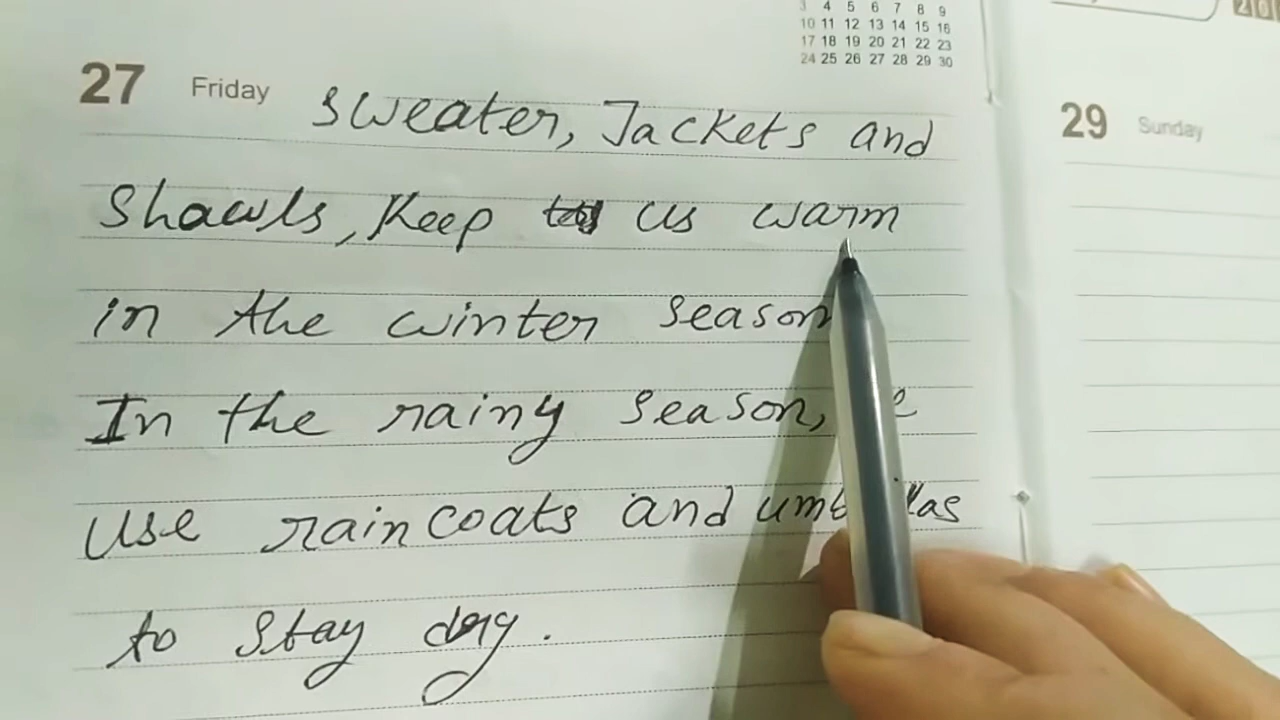 3 4 5 6 7 8 9
10 11 12 13 14 15 16
17 18 19 20 21 22 23
24 25 26 27 28 29 30
27 Friday
Sweater, Jackets and
Shawls, Keep us warm
in the winter season
In the rainy season,
Use raincoats and
to stay dry.
29 Sunday